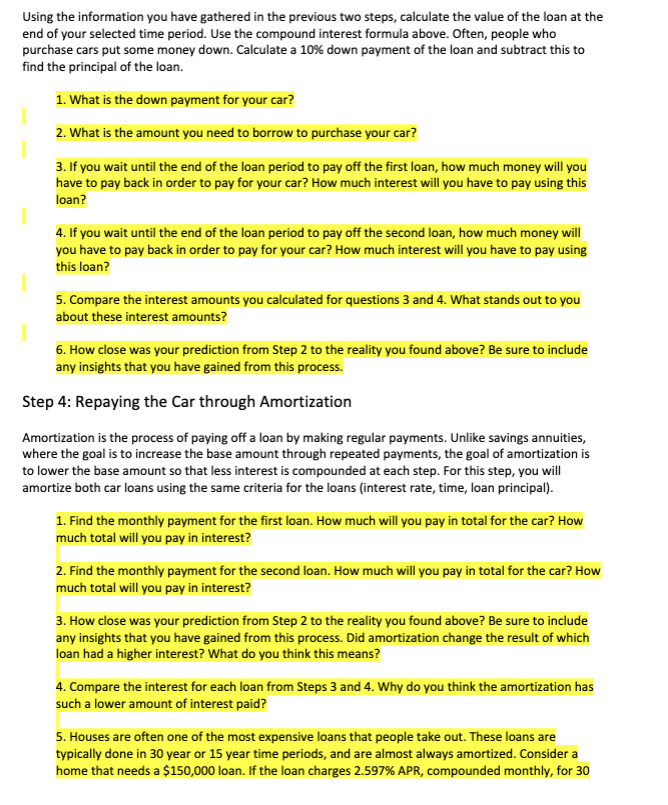 Using the information you have gathered in the previous two steps, calculate the value of the loan at the
end of your selected time period. Use the compound interest formula above. Often, people who
purchase cars put some money down. Calculate a 10% down payment of the loan and subtract this to
find the principal of the loan.
1. What is the down payment for your car?
2. What is the amount you need to borrow to purchase your car?
3. If you wait until the end of the loan period to pay off the first loan, how much money will you
have to pay back in order to pay for your car? How much interest will you have to pay using this
loan?
4. If you wait until the end of the loan period to pay off the second loan, how much money will
you have to pay back in order to pay for your car? How much interest will you have to pay using
this loan?
5. Compare the interest amounts you calculated for questions 3 and 4. What stands out to you
about these interest amounts?
6. How close was your prediction from Step 2 to the reality you found above? Be sure to include
any insights that you have gained from this process.
Step 4: Repaying the Car through Amortization
Amortization is the process of paying off a loan by making regular payments. Unlike savings annuities,
where the goal is to increase the base amount through repeated payments, the goal of amortization is
to lower the base amount so that less interest is compounded at each step. For this step, you will
amortize both car loans using the same criteria for the loans (interest rate, time, loan principal).
1. Find the monthly payment for the first loan. How much will you pay in total for the car? How
much total will you pay in interest?
2. Find the monthly payment for the second loan. How much will you pay in total for the car? How
much total will you pay in interest?
3. How close was your prediction from Step 2 to the reality you found above? Be sure to include
any insights that you have gained from this process. Did amortization change the result of which
loan had a higher interest? What do you think this means?
4. Compare the interest for each loan from Steps 3 and 4. Why do you think the amortization has
such a lower amount of interest paid?
5. Houses are often one of the most expensive loans that people take out. These loans are
typically done in 30 year or 15 year time periods, and are almost always amortized. Consider a
home that needs a $150,000 loan. If the loan charges 2.597% APR, compounded monthly, for 30